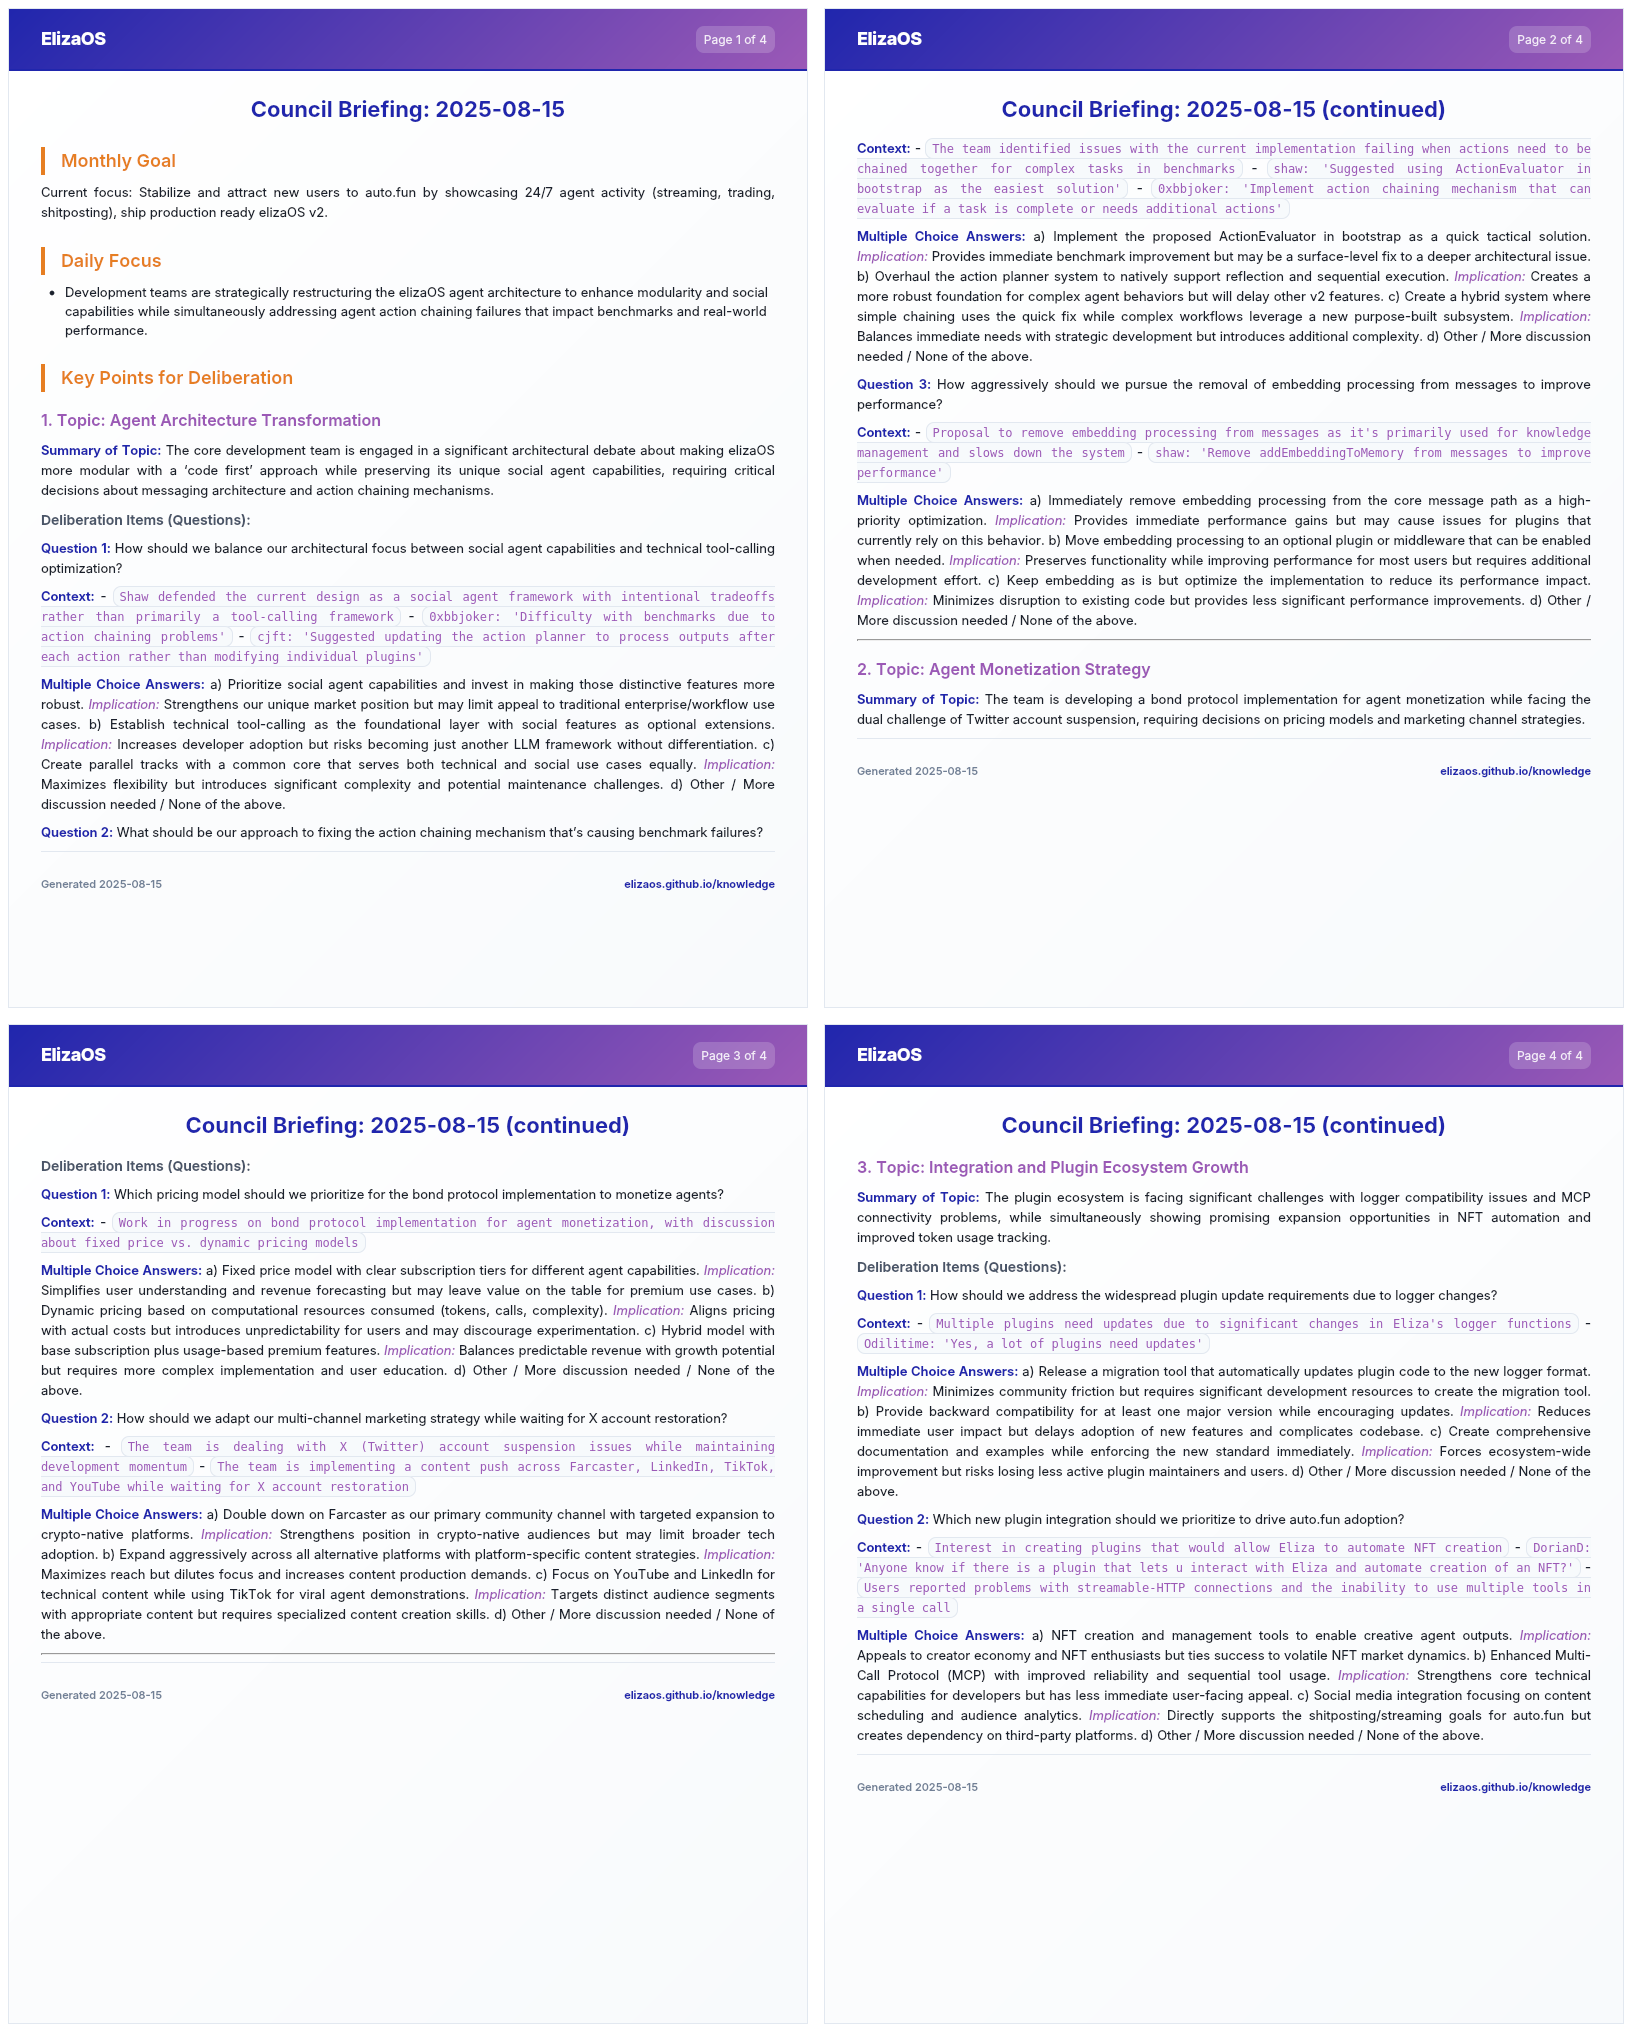 ElizaOS
Page 1 of 4
Council Briefing: 2025-08-15
Monthly Goal
Current focus: Stabilize and attract new users to auto.fun by showcasing 24/7 agent activity (streaming, trading,
shitposting), ship production ready elizaOS v2.
Daily Focus
• Development teams are strategically restructuring the elizaOS agent architecture to enhance modularity and social
capabilities while simultaneously addressing agent action chaining failures that impact benchmarks and real-world
performance.
Key Points for Deliberation
1. Topic: Agent Architecture Transformation
Summary of Topic: The core development team is engaged in a significant architectural debate about making elizaOS
more modular with a ‘code first’ approach while preserving its unique social agent capabilities, requiring critical
decisions about messaging architecture and action chaining mechanisms.
Deliberation Items (Questions):
Question 1: How should we balance our architectural focus between social agent capabilities and technical tool-calling
optimization?
Context: - Shaw defended the current design as a social agent framework with intentional tradeoffs
rather than primarily a tool-calling framework - 0xbbjoker: 'Difficulty with benchmarks due to
action chaining problems' - cjft: 'Suggested updating the action planner to process outputs after
each action rather than modifying individual plugins'
Multiple Choice Answers: a) Prioritize social agent capabilities and invest in making those distinctive features more
robust. Implication: Strengthens our unique market position but may limit appeal to traditional enterprise/workflow use
cases. b) Establish technical tool-calling as the foundational layer with social features as optional extensions.
Implication: Increases developer adoption but risks becoming just another LLM framework without differentiation. c)
Create parallel tracks with a common core that serves both technical and social use cases equally. Implication:
Maximizes flexibility but introduces significant complexity and potential maintenance challenges. d) Other / More
discussion needed / None of the above.
Question 2: What should be our approach to fixing the action chaining mechanism that’s causing benchmark failures?
Generated 2025-08-15
elizaos.github.io/knowledge
ElizaOS
Page 2 of 4
Council Briefing: 2025-08-15 (continued)
Context: - The team identified issues with the current implementation failing when actions need to be
chained together for complex tasks in benchmarks - shaw: 'Suggested using ActionEvaluator in
bootstrap as the easiest solution' - 0xbbjoker: 'Implement action chaining mechanism that can
evaluate if a task is complete or needs additional actions'
Multiple Choice Answers: a) Implement the proposed ActionEvaluator in bootstrap as a quick tactical solution.
Implication: Provides immediate benchmark improvement but may be a surface-level fix to a deeper architectural issue.
b) Overhaul the action planner system to natively support reflection and sequential execution. Implication: Creates a
more robust foundation for complex agent behaviors but will delay other v2 features. c) Create a hybrid system where
simple chaining uses the quick fix while complex workflows leverage a new purpose-built subsystem. Implication:
Balances immediate needs with strategic development but introduces additional complexity. d) Other / More discussion
needed / None of the above.
Question 3: How aggressively should we pursue the removal of embedding processing from messages to improve
performance?
Context: - Proposal to remove embedding processing from messages as it's primarily used for knowledge
management and slows down the system - shaw: 'Remove addEmbeddingToMemory from messages to improve
performance'
Multiple Choice Answers: a) Immediately remove embedding processing from the core message path as a high-
priority optimization. Implication: Provides immediate performance gains but may cause issues for plugins that
currently rely on this behavior. b) Move embedding processing to an optional plugin or middleware that can be enabled
when needed. Implication: Preserves functionality while improving performance for most users but requires additional
development effort. c) Keep embedding as is but optimize the implementation to reduce its performance impact.
Implication: Minimizes disruption to existing code but provides less significant performance improvements. d) Other /
More discussion needed / None of the above.
2. Topic: Agent Monetization Strategy
Summary of Topic: The team is developing a bond protocol implementation for agent monetization while facing the
dual challenge of Twitter account suspension, requiring decisions on pricing models and marketing channel strategies.
Generated 2025-08-15
elizaos.github.io/knowledge
ElizaOS
Page 3 of 4
Council Briefing: 2025-08-15 (continued)
Deliberation Items (Questions):
Question 1: Which pricing model should we prioritize for the bond protocol implementation to monetize agents?
Context: - Work in progress on bond protocol implementation for agent monetization, with discussion
about fixed price vs. dynamic pricing models
Multiple Choice Answers: a) Fixed price model with clear subscription tiers for different agent capabilities. Implication:
Simplifies user understanding and revenue forecasting but may leave value on the table for premium use cases. b)
Dynamic pricing based on computational resources consumed (tokens, calls, complexity). Implication: Aligns pricing
with actual costs but introduces unpredictability for users and may discourage experimentation. c) Hybrid model with
base subscription plus usage-based premium features. Implication: Balances predictable revenue with growth potential
but requires more complex implementation and user education. d) Other / More discussion needed / None of the
above.
Question 2: How should we adapt our multi-channel marketing strategy while waiting for X account restoration?
Context: - The team is dealing with X (Twitter) account suspension issues while maintaining
development momentum - The team is implementing a content push across Farcaster, LinkedIn, TikTok,
and YouTube while waiting for X account restoration
Multiple Choice Answers: a) Double down on Farcaster as our primary community channel with targeted expansion to
crypto-native platforms. Implication: Strengthens position in crypto-native audiences but may limit broader tech
adoption. b) Expand aggressively across all alternative platforms with platform-specific content strategies. Implication:
Maximizes reach but dilutes focus and increases content production demands. c) Focus on YouTube and LinkedIn for
technical content while using TikTok for viral agent demonstrations. Implication: Targets distinct audience segments
with appropriate content but requires specialized content creation skills. d) Other / More discussion needed / None of
the above.
Generated 2025-08-15
elizaos.github.io/knowledge
ElizaOS
Page 4 of 4
Council Briefing: 2025-08-15 (continued)
3. Topic: Integration and Plugin Ecosystem Growth
Summary of Topic: The plugin ecosystem is facing significant challenges with logger compatibility issues and MCP
connectivity problems, while simultaneously showing promising expansion opportunities in NFT automation and
improved token usage tracking.
Deliberation Items (Questions):
Question 1: How should we address the widespread plugin update requirements due to logger changes?
Context: - Multiple plugins need updates due to significant changes in Eliza's logger functions -
Odilitime: 'Yes, a lot of plugins need updates'
Multiple Choice Answers: a) Release a migration tool that automatically updates plugin code to the new logger format.
Implication: Minimizes community friction but requires significant development resources to create the migration tool.
b) Provide backward compatibility for at least one major version while encouraging updates. Implication: Reduces
immediate user impact but delays adoption of new features and complicates codebase. c) Create comprehensive
documentation and examples while enforcing the new standard immediately. Implication: Forces ecosystem-wide
improvement but risks losing less active plugin maintainers and users. d) Other / More discussion needed / None of the
above.
Question 2: Which new plugin integration should we prioritize to drive auto.fun adoption?
Context: - Interest in creating plugins that would allow Eliza to automate NFT creation - DorianD:
'Anyone know if there is a plugin that lets u interact with Eliza and automate creation of an NFT?' -
Users reported problems with streamable-HTTP connections and the inability to use multiple tools in
a single call
Multiple Choice Answers: a) NFT creation and management tools to enable creative agent outputs. Implication:
Appeals to creator economy and NFT enthusiasts but ties success to volatile NFT market dynamics. b) Enhanced Multi-
Call Protocol (MCP) with improved reliability and sequential tool usage. Implication: Strengthens core technical
capabilities for developers but has less immediate user-facing appeal. c) Social media integration focusing on content
scheduling and audience analytics. Implication: Directly supports the shitposting/streaming goals for auto.fun but
creates dependency on third-party platforms. d) Other / More discussion needed / None of the above.
Generated 2025-08-15
elizaos.github.io/knowledge